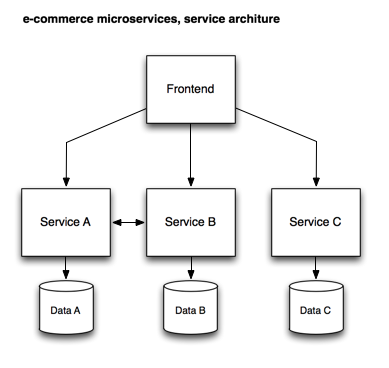 e-commerce microservices, service architure
Frontend
Service A
Service B
Service C
Data A
Data B
Data C